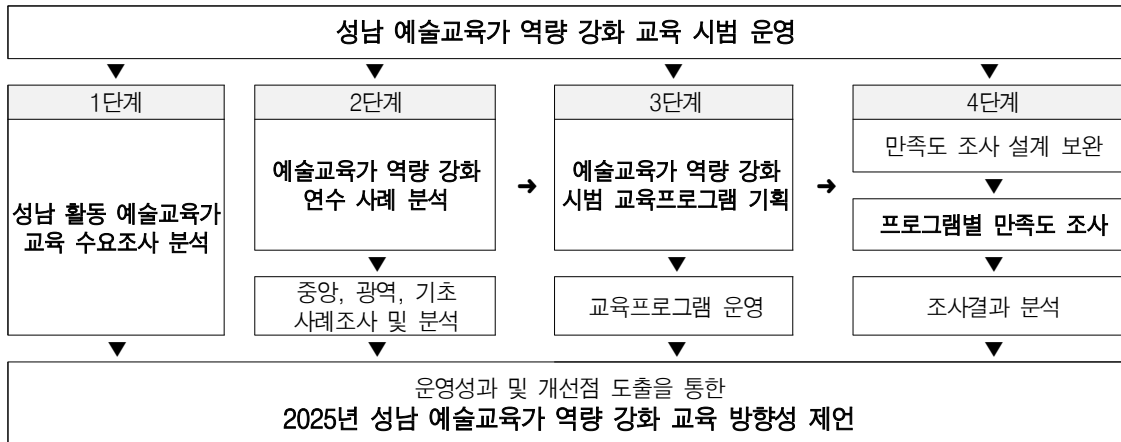 성남 예술교육가 역량 강화 교육 시범 운영
▼ ▼ ▼ ▼
1단계
성남 활동 예술교육가
교육 수요조사 분석
2단계
예술교육가 역량 강화
연수 사례 분석
▼
중앙, 광역, 기초
사례조사 및 분석
➜
3단계
예술교육가 역량 강화
시범 교육프로그램 기획
▼
교육프로그램 운영
➜
4단계
만족도 조사 설계 보완
▼
프로그램별 만족도 조사
▼
조사결과 분석
▼ ▼ ▼ ▼
운영성과 및 개선점 도출을 통한
2025년 성남 예술교육가 역량 강화 교육 방향성 제언